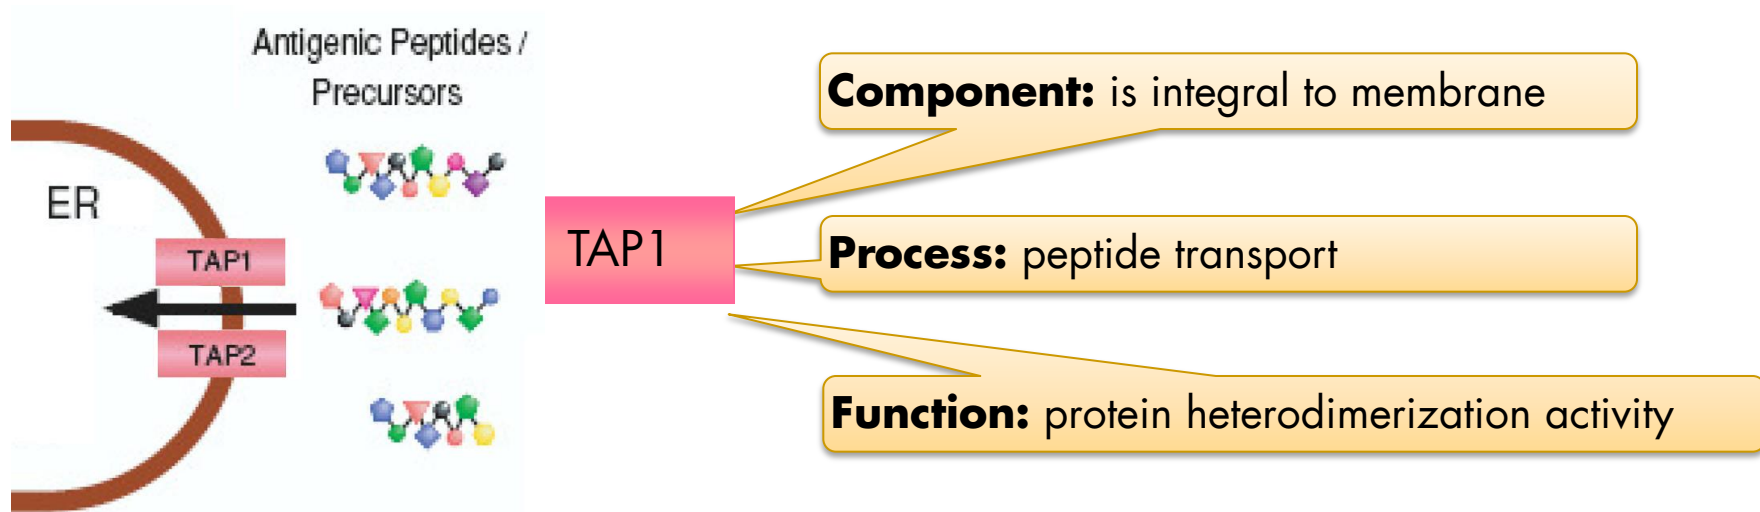 Antigenic Peptides /
Precursors
ER
TAP1
TAP2
TAP1
Component: is integral to membrane
Process: peptide transport
Function: protein heterodimerization activity